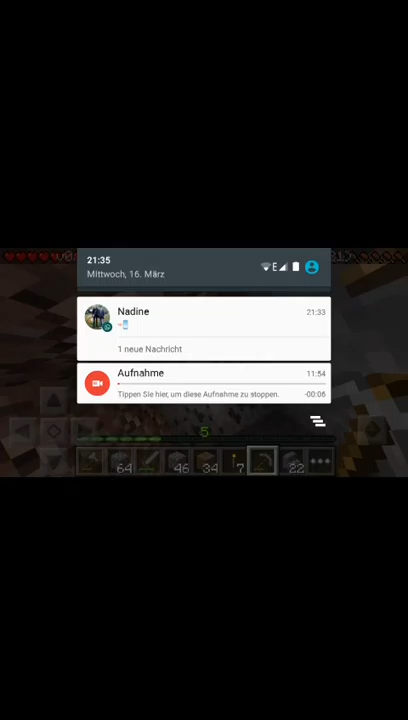 21:35
Mittwoch, 16. März
E
Nadine
21:33
1 neue Nachricht
Aufnahme
11:54
Tippen Sie hier, um diese Aufnahme zu stoppen.
-00:06
5
64
46
34
7
22